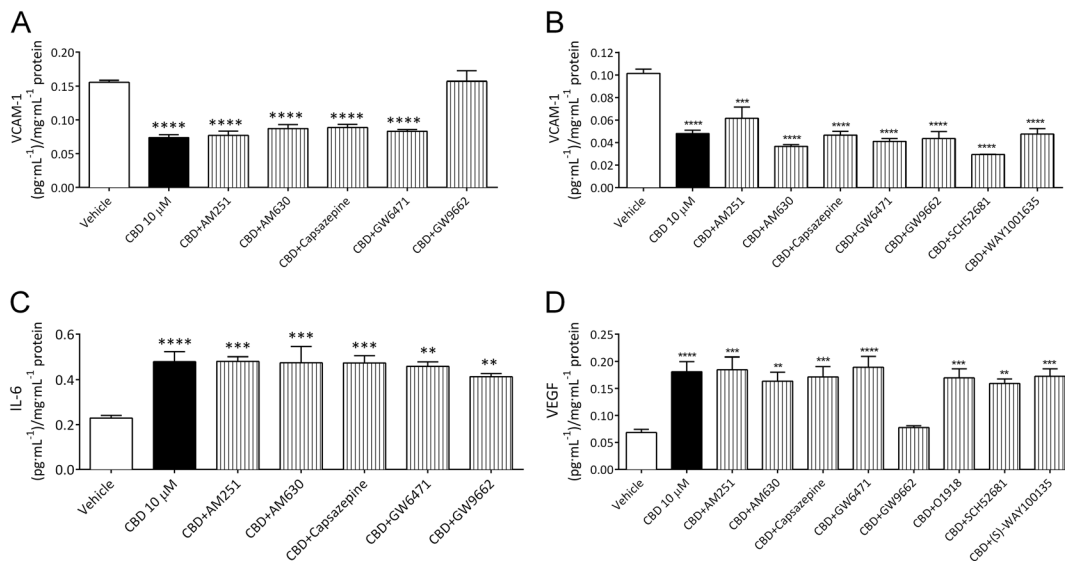 A
VCAM-1
(pg·mL⁻¹)/mg·mL⁻¹ protein
0.20
0.15
0.10
0.05
0.00
****
****
****
****
****
Vehicle
CBD 10 µM
CBD+AM251
CBD+AM630
CBD+Capsazepine
CBD+GW6471
CBD+GW9662
B
VCAM-1
(pg·mL⁻¹)/mg·mL⁻¹ protein
0.12
0.10
0.08
0.06
0.04
0.02
0.00
****
***
****
****
****
****
****
****
Vehicle
CBD 10 µM
CBD+AM251
CBD+AM630
CBD+Capsazepine
CBD+GW6471
CBD+GW9662
CBD+SCH52681
CBD+WAY1001635
C
IL-6
(pg·mL⁻¹)/mg·mL⁻¹ protein
0.6
0.4
0.2
0.0
****
***
***
***
**
**
Vehicle
CBD 10 µM
CBD+AM251
CBD+AM630
CBD+Capsazepine
CBD+GW6471
CBD+GW9662
D
VEGF
(pg·mL⁻¹)/mg·mL⁻¹ protein
0.25
0.20
0.15
0.10
0.05
0.00
****
***
**
***
****
***
**
***
Vehicle
CBD 10 µM
CBD+AM251
CBD+AM630
CBD+Capsazepine
CBD+GW6471
CBD+GW9662
CBD+O1918
CBD+SCH52681
CBD+(S)-WAY100135